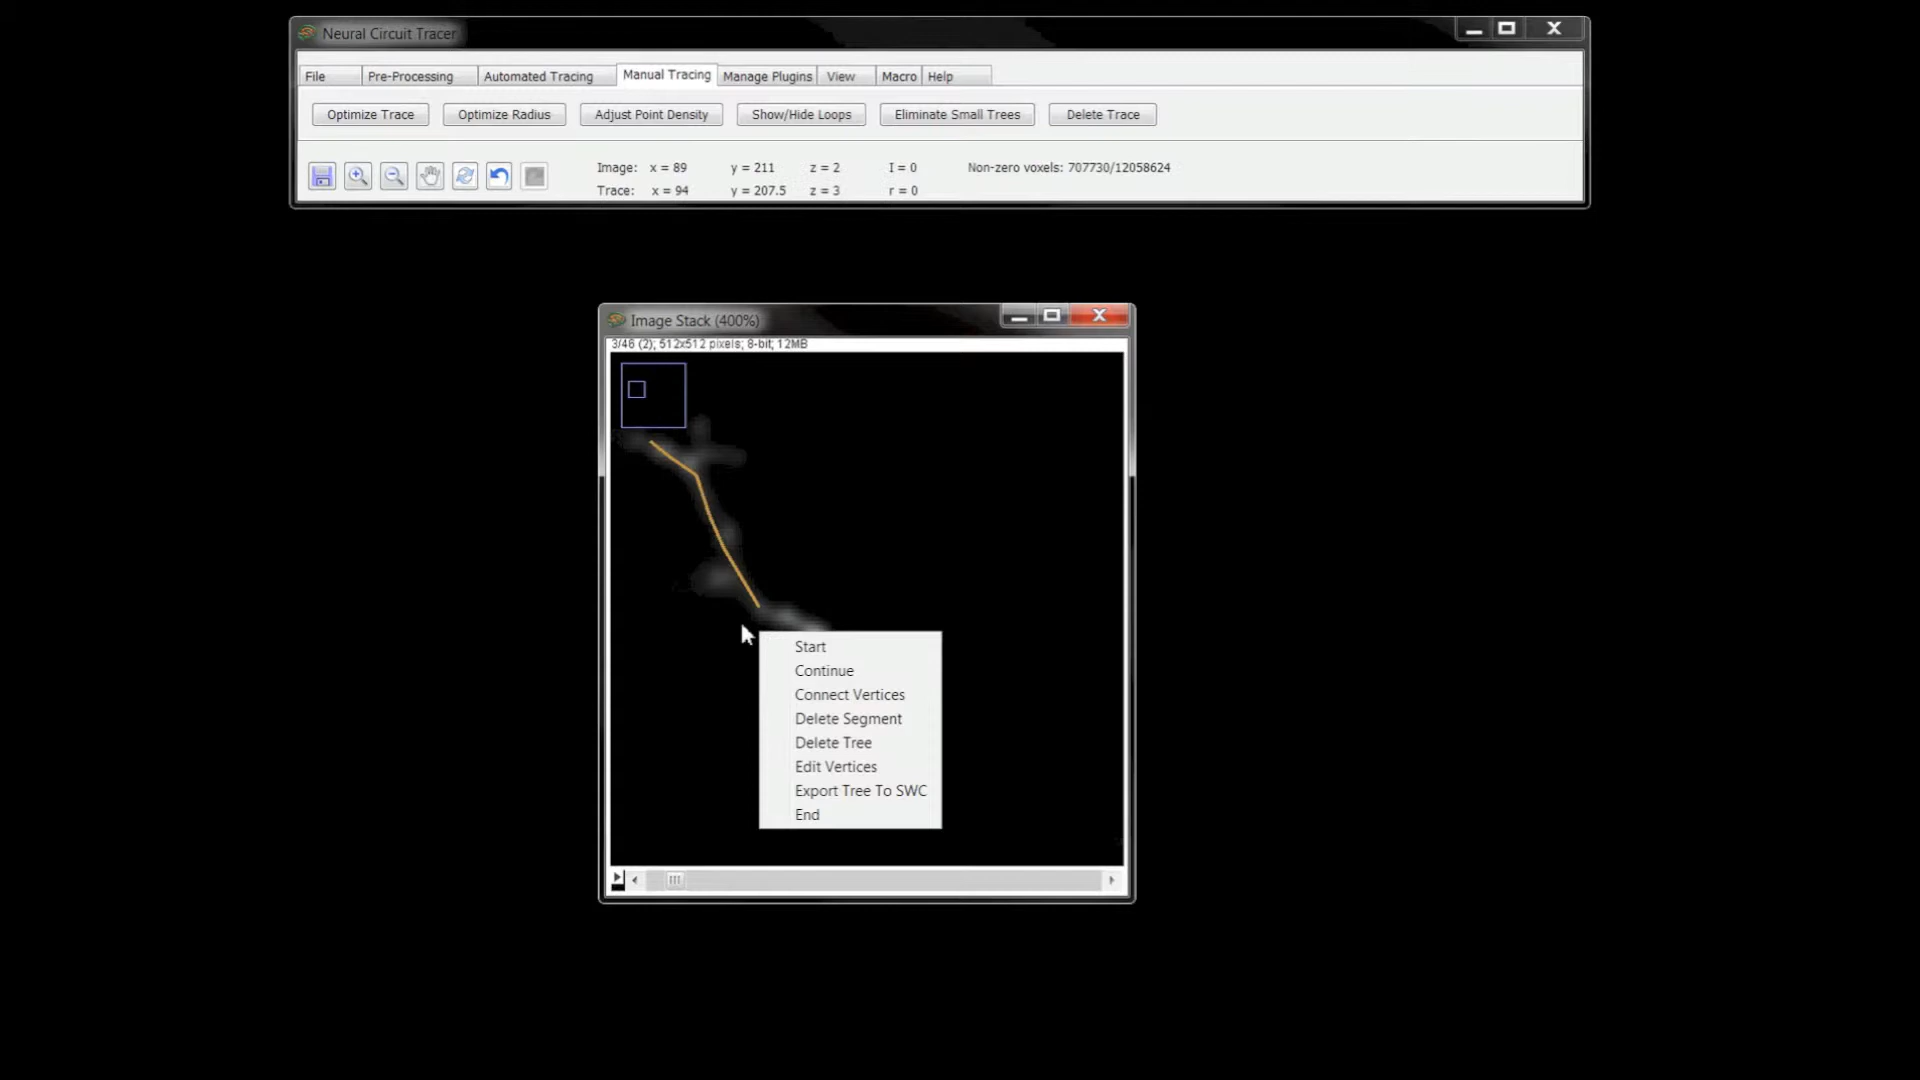 Neural Circuit Tracer
File Pre-Processing Automated Tracing Manual Tracing Manage Plugins View Macro Help
Optimize Trace Optimize Radius Adjust Point Density Show/Hide Loops Eliminate Small Trees Delete Trace
Image: x = 89 y = 211 z = 2 I = 0 Non-zero voxels: 707730/12058624
Trace: x = 94 y = 207.5 z = 3 r = 0
Image Stack (400%)
3/46 (2); 512x512 pixels; 8-bit; 12MB
Start
Continue
Connect Vertices
Delete Segment
Delete Tree
Edit Vertices
Export Tree To SWC
End